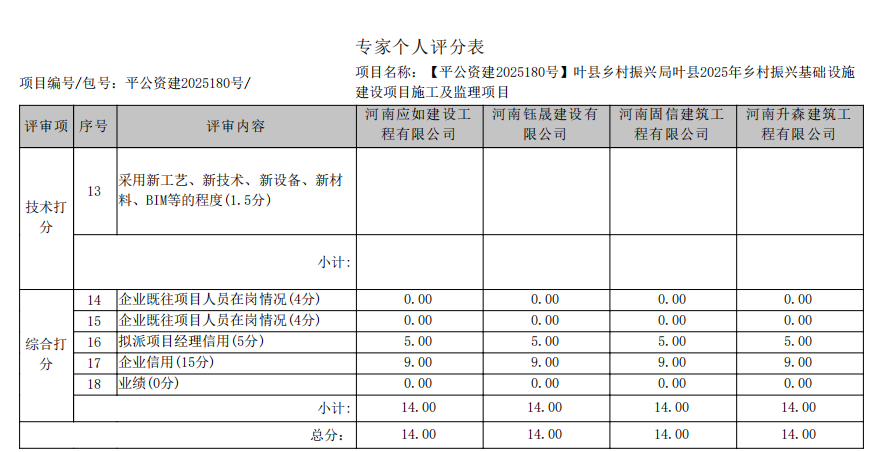 专家个人评分表
项目编号/包号：平公资建2025180号/
项目名称：【平公资建2025180号】叶县乡村振兴局叶县2025年乡村振兴基础设施
建设项目施工及监理项目
评审项 序号 评审内容 河南应如建设工程有限公司 河南钰晟建设有限公司 河南固信建筑工程有限公司 河南升森建筑工程有限公司
技术打分
13 采用新工艺、新技术、新设备、新材
料、BIM等的程度(1.5分)
小计:
综合打分
14 企业既往项目人员在岗情况(4分) 0.00 0.00 0.00 0.00
15 企业既往项目人员在岗情况(4分) 0.00 0.00 0.00 0.00
16 拟派项目经理信用(5分) 5.00 5.00 5.00 5.00
17 企业信用(15分) 9.00 9.00 9.00 9.00
18 业绩(0分) 0.00 0.00 0.00 0.00
小计: 14.00 14.00 14.00 14.00
总分: 14.00 14.00 14.00 14.00